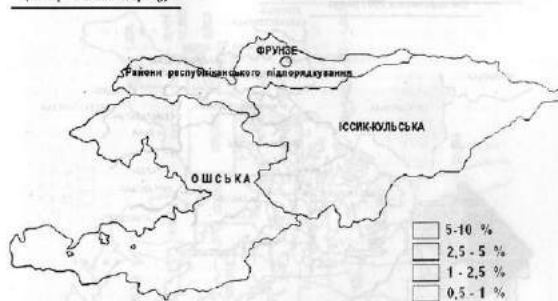 ФРУНЗЕ
Райони республіканського підпорядкування
ІССИК-КУЛЬСЬКА
ОШСЬКА
5-10 %
2,5 - 5 %
1 - 2,5 %
0,5 - 1 %